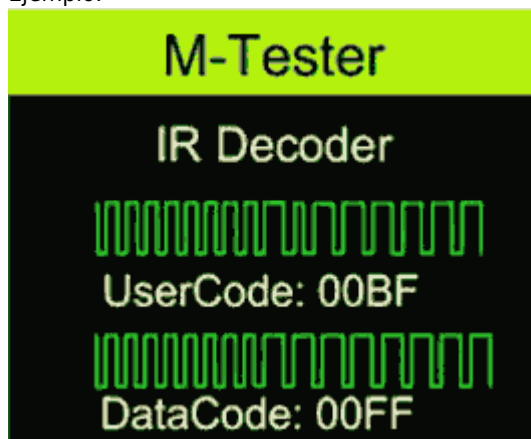 Ejemplo:
M-Tester
IR Decoder
UserCode: 00BF
DataCode: 00FF